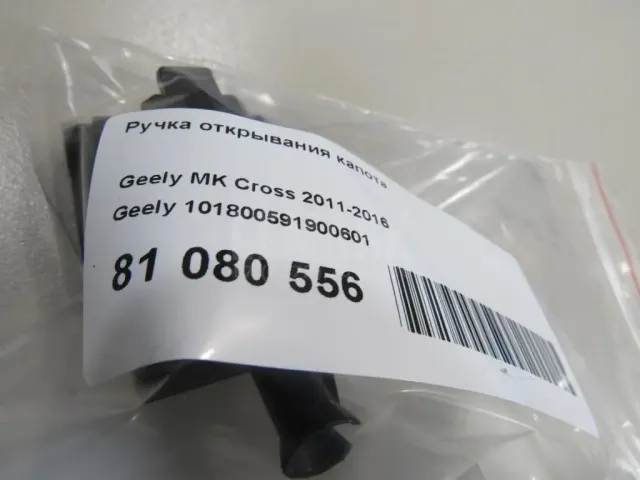 Ручка открывания капота
Geely MK Cross 2011-2016
Geely 101800591900601
81 080 556